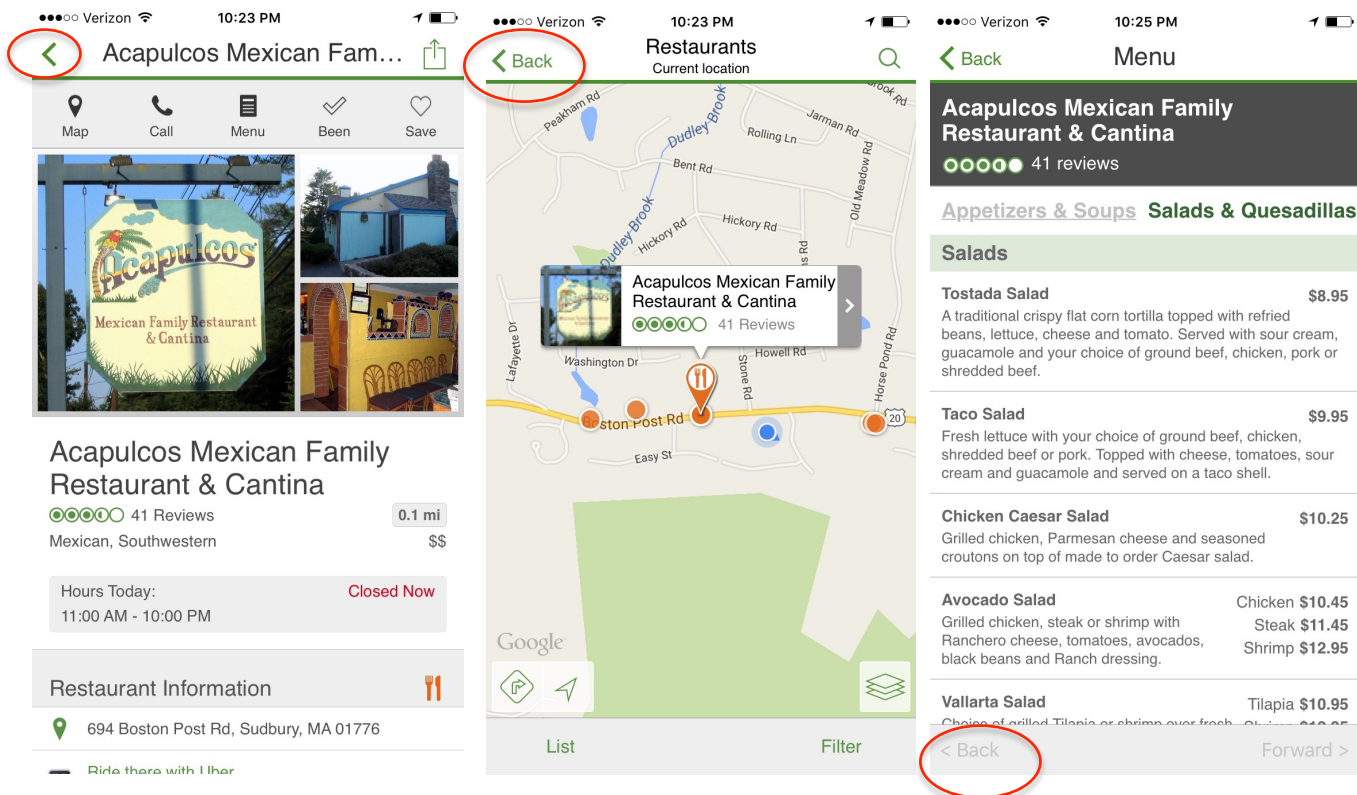 Verizon 10:23 PM
Acapulcos Mexican Fam...
Map Call Menu Been Save
Acapulcos
Mexican Family Restaurant
& Cantina
Acapulcos Mexican Family
Restaurant & Cantina
41 Reviews 0.1 mi
Mexican, Southwestern $$
Hours Today: Closed Now
11:00 AM - 10:00 PM
Restaurant Information
694 Boston Post Rd, Sudbury, MA 01776
Ride there with Uber
Verizon 10:23 PM
Back
Restaurants
Current location
Peakham Rd
Dudley Brook
Jarman Rd
Rolling Ln
Bent Rd
Old Meadow Rd
Dudley Brook
Hickory Rd
Hickory Rd
Acapulcos Mexican Family
Restaurant & Cantina
41 Reviews
Lafayette Dr
Washington Dr
Howell Rd
Stone Rd
Horse Pond Rd
Boston Post Rd
20
Easy St
Google
List Filter
Verizon 10:25 PM
Back Menu
Acapulcos Mexican Family
Restaurant & Cantina
41 reviews
Appetizers & Soups Salads & Quesadillas
Salads
Tostada Salad $8.95
A traditional crispy flat corn tortilla topped with refried
beans, lettuce, cheese and tomato. Served with sour cream,
guacamole and your choice of ground beef, chicken, pork or
shredded beef.
Taco Salad $9.95
Fresh lettuce with your choice of ground beef, chicken,
shredded beef or pork. Topped with cheese, tomatoes, sour
cream and guacamole and served on a taco shell.
Chicken Caesar Salad $10.25
Grilled chicken, Parmesan cheese and seasoned
croutons on top of made to order Caesar salad.
Avocado Salad Chicken $10.45
Grilled chicken, steak or shrimp with Steak $11.45
Ranchero cheese, tomatoes, avocados, Shrimp $12.95
black beans and Ranch dressing.
Vallarta Salad Tilapia $10.95
Choice of grilled Tilapia or shrimp over fresh
< Back Forward >